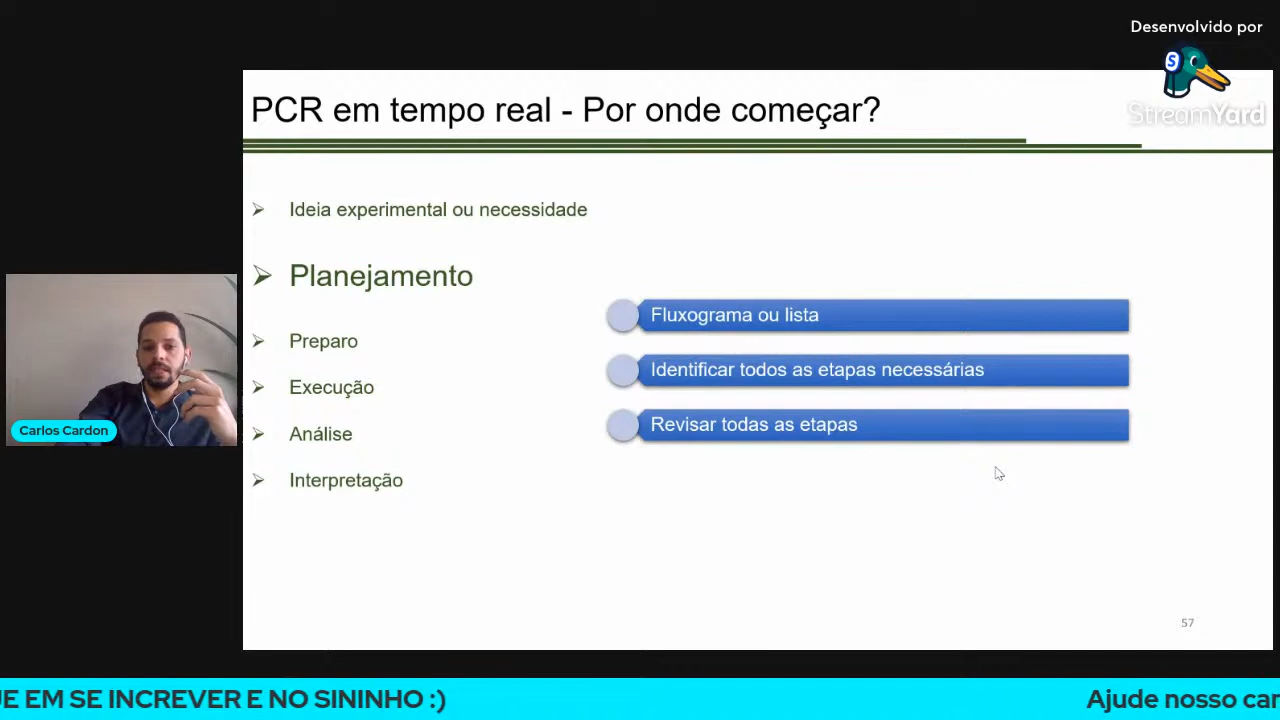 Desenvolvido por
StreamYard
PCR em tempo real - Por onde começar?
Ideia experimental ou necessidade
Planejamento
Preparo
Execução
Análise
Interpretação
Fluxograma ou lista
Identificar todos as etapas necessárias
Revisar todas as etapas
Carlos Cardon
57
EM SE INCREVER E NO SININHO :)
Ajude nosso